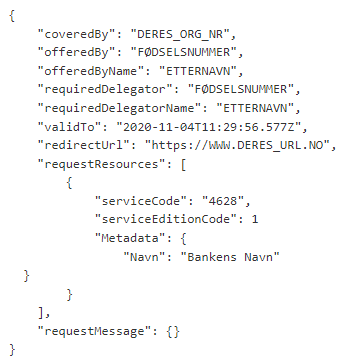 {
"coveredBy": "DERES_ORG_NR",
"offeredBy": "FØDSELSNUMMER",
"offeredByName": "ETTERNAVN",
"requiredDelegator": "FØDSELSNUMMER",
"requiredDelegatorName": "ETTERNAVN",
"validTo": "2020-11-04T11:29:56.577Z",
"redirectUrl": "https://WWW.DERES_URL.NO",
"requestResources": [
{
"serviceCode": "4628",
"serviceEditionCode": 1
"Metadata": {
"Navn": "Bankens Navn"
}
}
],
"requestMessage": {}
}